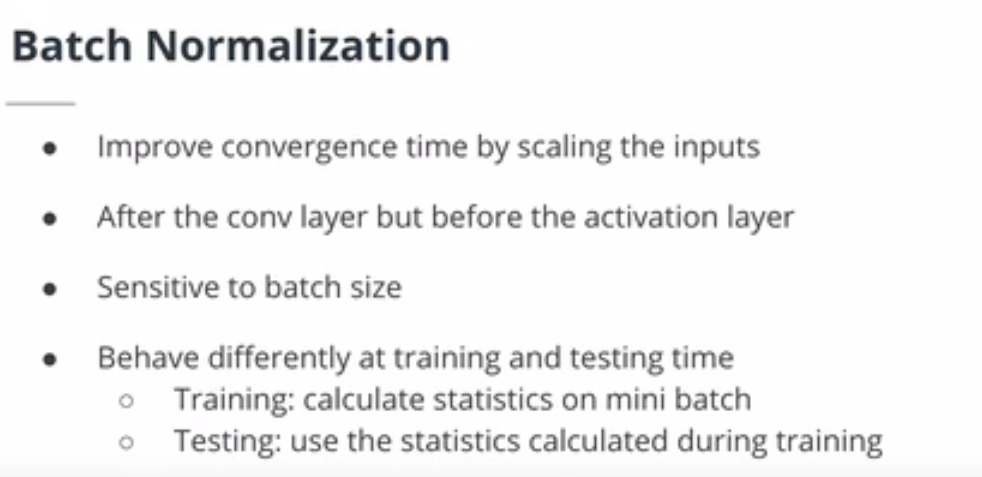 Batch Normalization
● Improve convergence time by scaling the inputs
● After the conv layer but before the activation layer
● Sensitive to batch size
● Behave differently at training and testing time
○ Training: calculate statistics on mini batch
○ Testing: use the statistics calculated during training